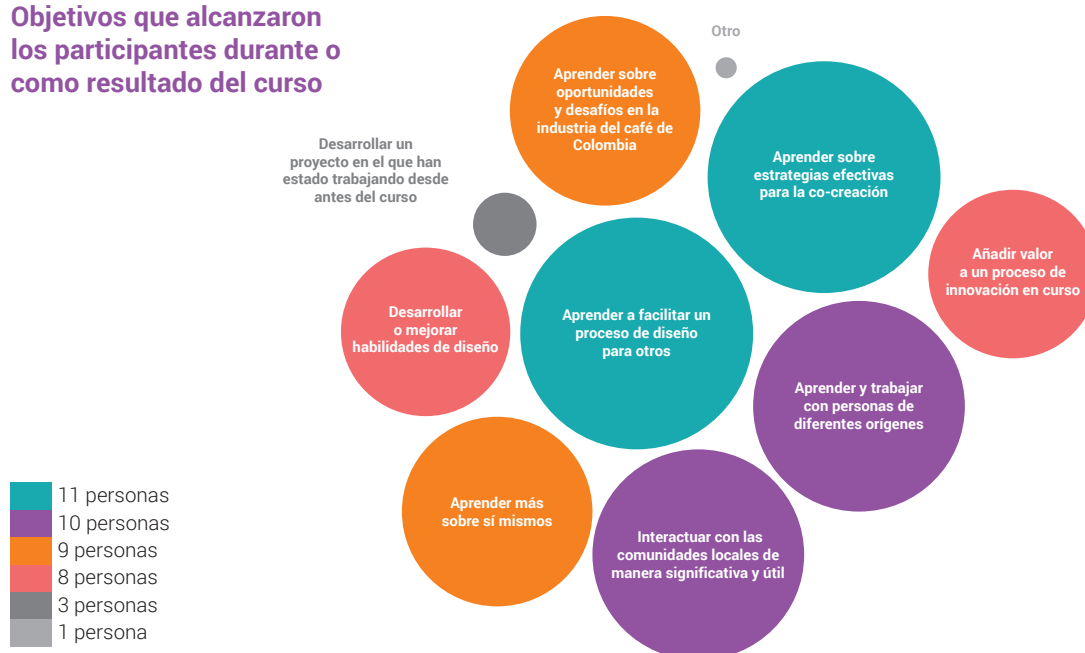 Objetivos que alcanzaron
los participantes durante o
como resultado del curso
Otro
Aprender sobre
oportunidades
y desafíos en la
industria del café de
Colombia
Desarrollar un
proyecto en el que han
estado trabajando desde
antes del curso
Aprender sobre
estrategias efectivas
para la co-creación
Añadir valor
a un proceso de
innovación en curso
Desarrollar
o mejorar
habilidades de diseño
Aprender a facilitar un
proceso de diseño
para otros
Aprender y trabajar
con personas de
diferentes orígenes
Aprender más
sobre sí mismos
Interactuar con las
comunidades locales de
manera significativa y útil
11 personas
10 personas
9 personas
8 personas
3 personas
1 persona